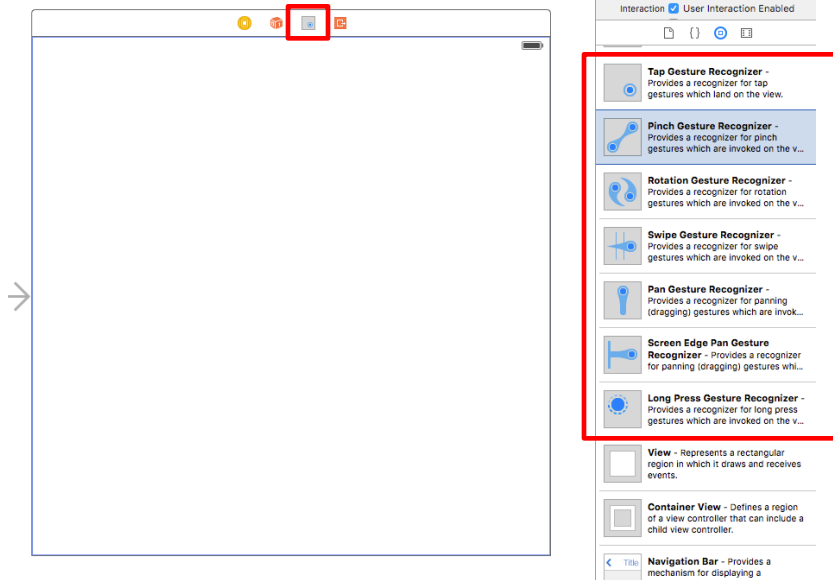 Interaction User Interaction Enabled
Tap Gesture Recognizer -
Provides a recognizer for tap
gestures which land on the view.
Pinch Gesture Recognizer -
Provides a recognizer for pinch
gestures which are invoked on the v...
Rotation Gesture Recognizer -
Provides a recognizer for rotation
gestures which are invoked on the v...
Swipe Gesture Recognizer -
Provides a recognizer for swipe
gestures which are invoked on the v...
Pan Gesture Recognizer -
Provides a recognizer for panning
(dragging) gestures which are invok...
Screen Edge Pan Gesture
Recognizer - Provides a recognizer
for panning (dragging) gestures whi...
Long Press Gesture Recognizer -
Provides a recognizer for long press
gestures which are invoked on the v...
View - Represents a rectangular
region in which it draws and receives
events.
Container View - Defines a region
of a view controller that can include a
child view controller.
Title Navigation Bar - Provides a
mechanism for displaying a